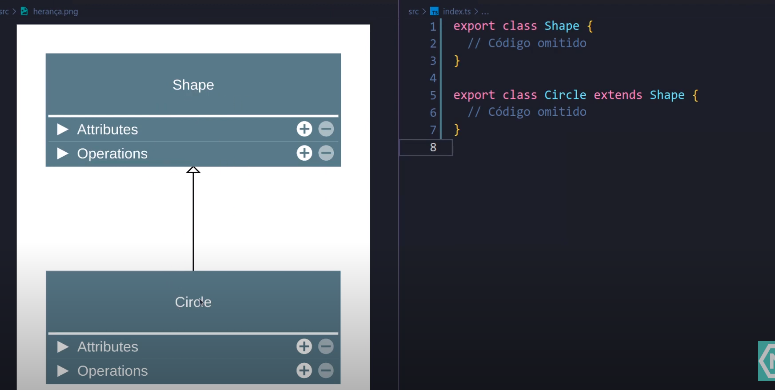 src > herança.png
Shape
Attributes
Operations
Circle
Attributes
Operations
src > index.ts > ...
1 export class Shape {
2 // Código omitido
3 }
4
5 export class Circle extends Shape {
6 // Código omitido
7 }
8